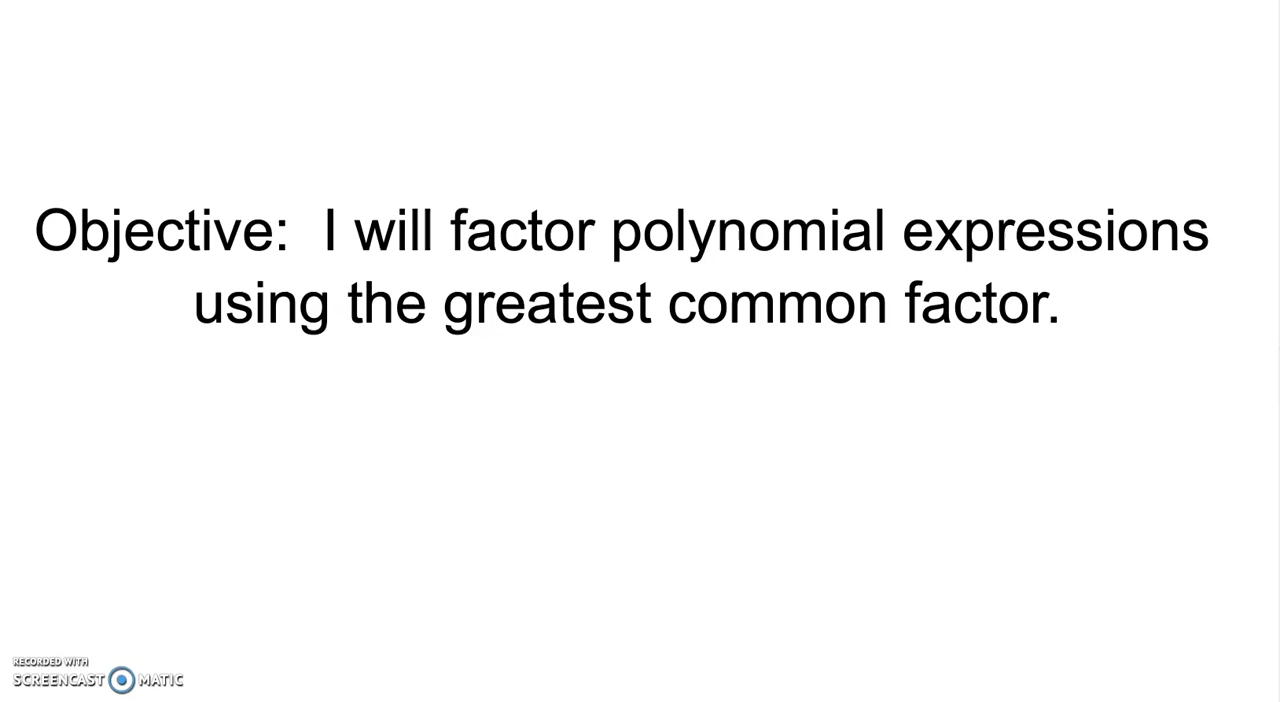 Objective:  I will factor polynomial expressions
using the greatest common factor.
RECORDED WITH
SCREENCAST MATIC